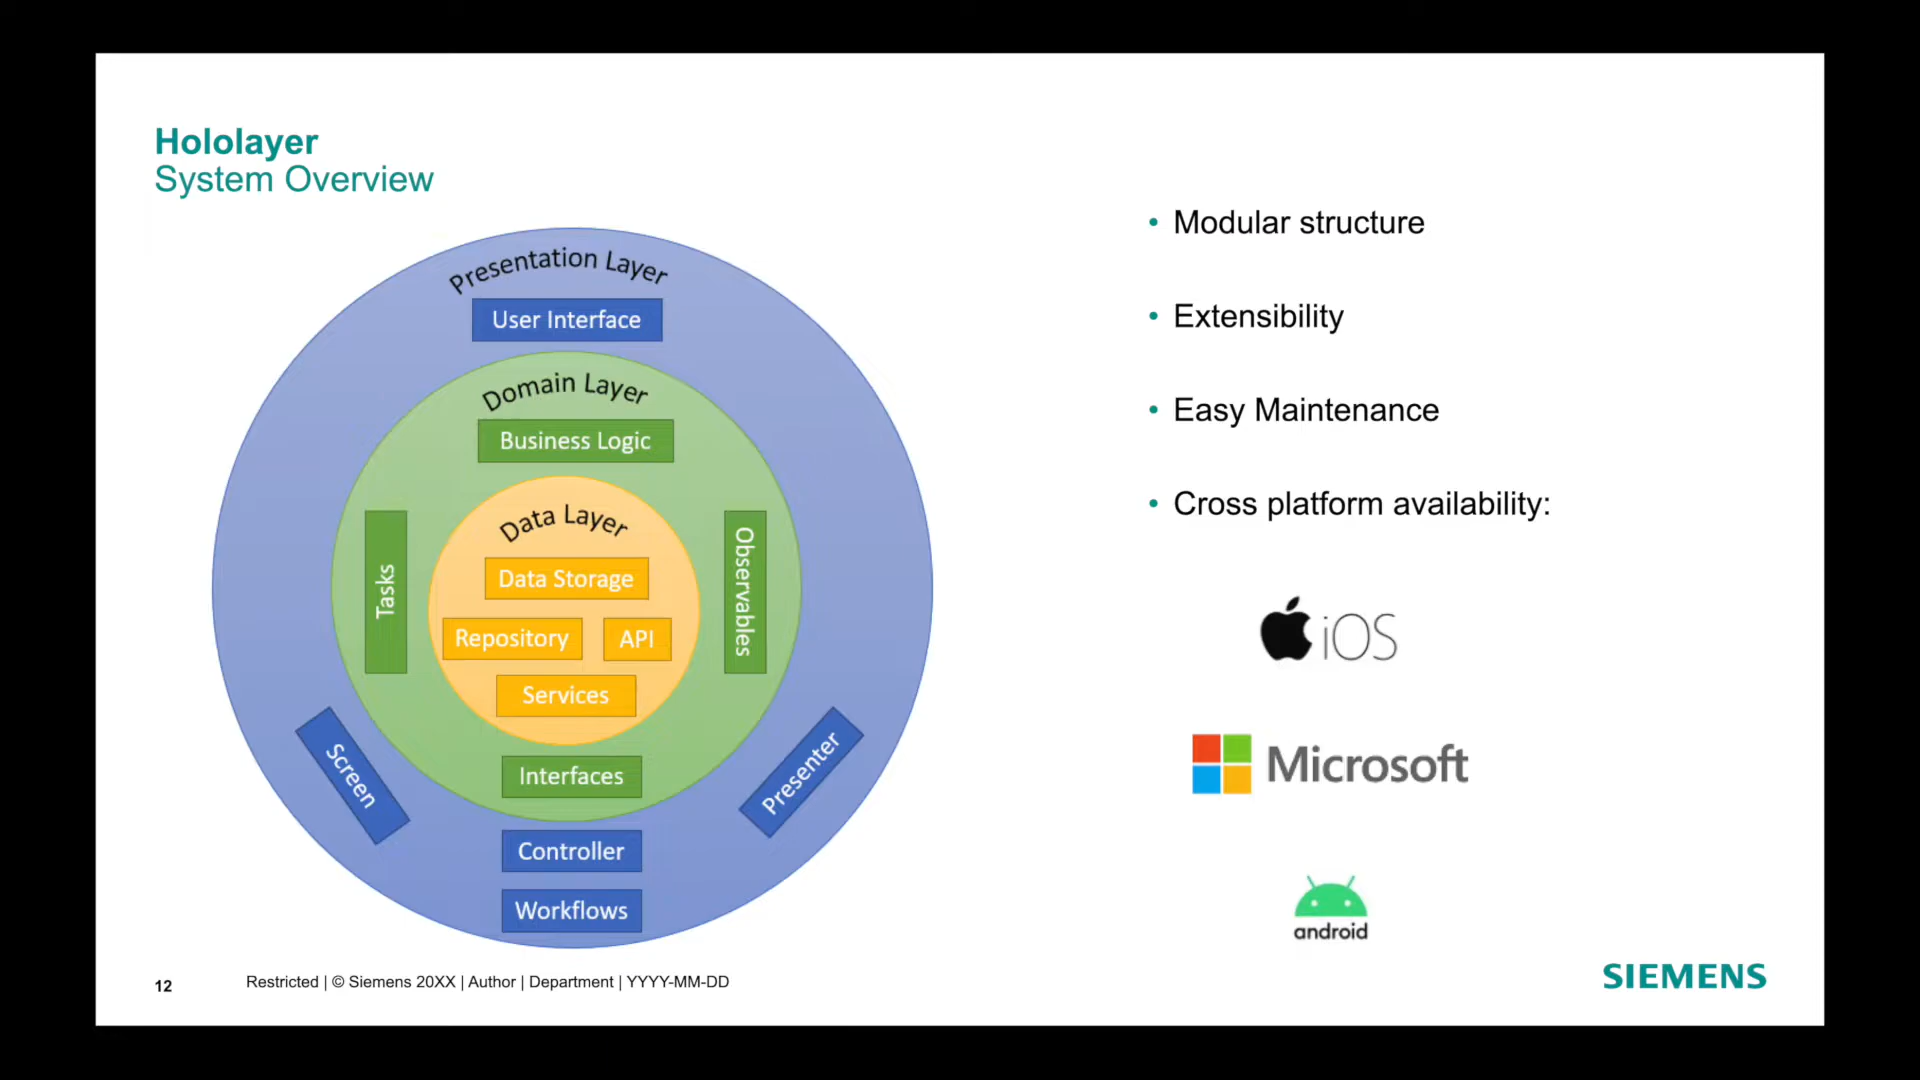 Hololayer
System Overview
Presentation Layer
User Interface
Domain Layer
Business Logic
Data Layer
Data Storage
Repository
API
Services
Tasks
Observables
Interfaces
Screen
Presenter
Controller
Workflows
• Modular structure
• Extensibility
• Easy Maintenance
• Cross platform availability:
iOS
Microsoft
android
12
Restricted | © Siemens 20XX | Author | Department | YYYY-MM-DD
SIEMENS